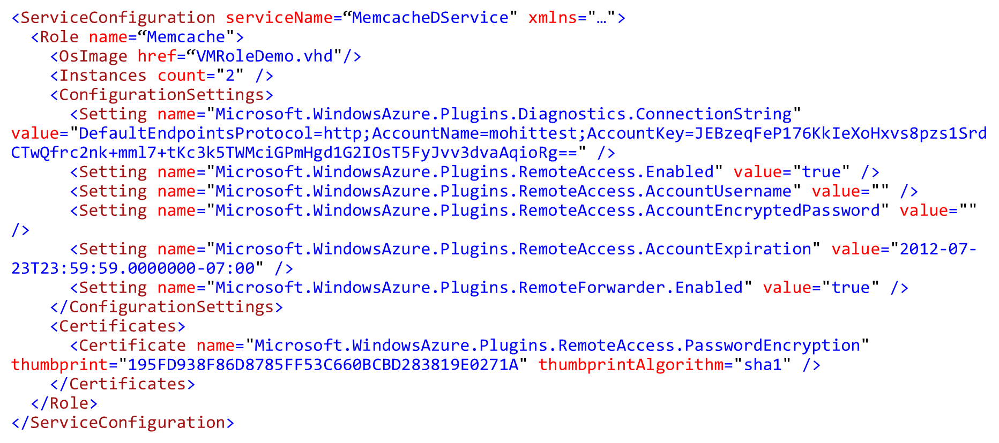 <ServiceConfiguration serviceName=“MemcacheDService" xmlns="…">
<Role name=“Memcache">
<OsImage href=“VMRoleDemo.vhd"/>
<Instances count="2" />
<ConfigurationSettings>
<Setting name="Microsoft.WindowsAzure.Plugins.Diagnostics.ConnectionString"
value="DefaultEndpointsProtocol=http;AccountName=mohittest;AccountKey=JEBzeqFeP176KkIeXoHxvs8pzs1Srd
CTwQfrc2nk+mml7+tKc3k5TWMciGPmHgd1G2IOsT5FyJvv3dvaAqioRg==" />
<Setting name="Microsoft.WindowsAzure.Plugins.RemoteAccess.Enabled" value="true" />
<Setting name="Microsoft.WindowsAzure.Plugins.RemoteAccess.AccountUsername" value="" />
<Setting name="Microsoft.WindowsAzure.Plugins.RemoteAccess.AccountEncryptedPassword" value=""
/>
<Setting name="Microsoft.WindowsAzure.Plugins.RemoteAccess.AccountExpiration" value="2012-07-
23T23:59:59.0000000-07:00" />
<Setting name="Microsoft.WindowsAzure.Plugins.RemoteForwarder.Enabled" value="true" />
</ConfigurationSettings>
<Certificates>
<Certificate name="Microsoft.WindowsAzure.Plugins.RemoteAccess.PasswordEncryption"
thumbprint="195FD938F86D8785FF53C660BCBD283819E0271A" thumbprintAlgorithm="sha1" />
</Certificates>
</Role>
</ServiceConfiguration>